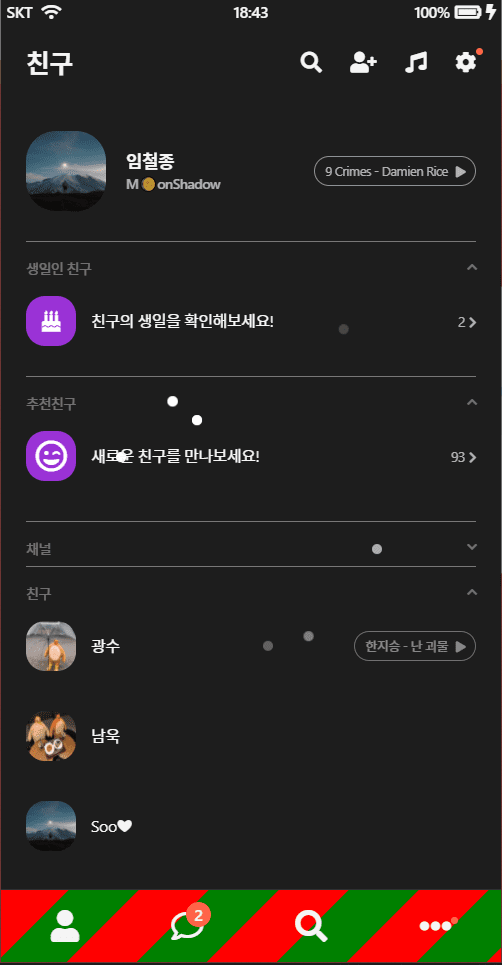 SKT 18:43 100%
친구
임철종
M onShadow
9 Crimes - Damien Rice
생일인 친구
친구의 생일을 확인해보세요!
2
추천친구
새로운 친구를 만나보세요!
93
채널
친구
광수
한지승 - 난 괴물
남욱
Soo
2